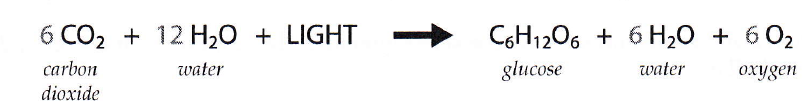 6 CO₂ + 12 H₂O + LIGHT → C₆H₁₂O₆ + 6 H₂O + 6 O₂
carbon dioxide water glucose water oxygen